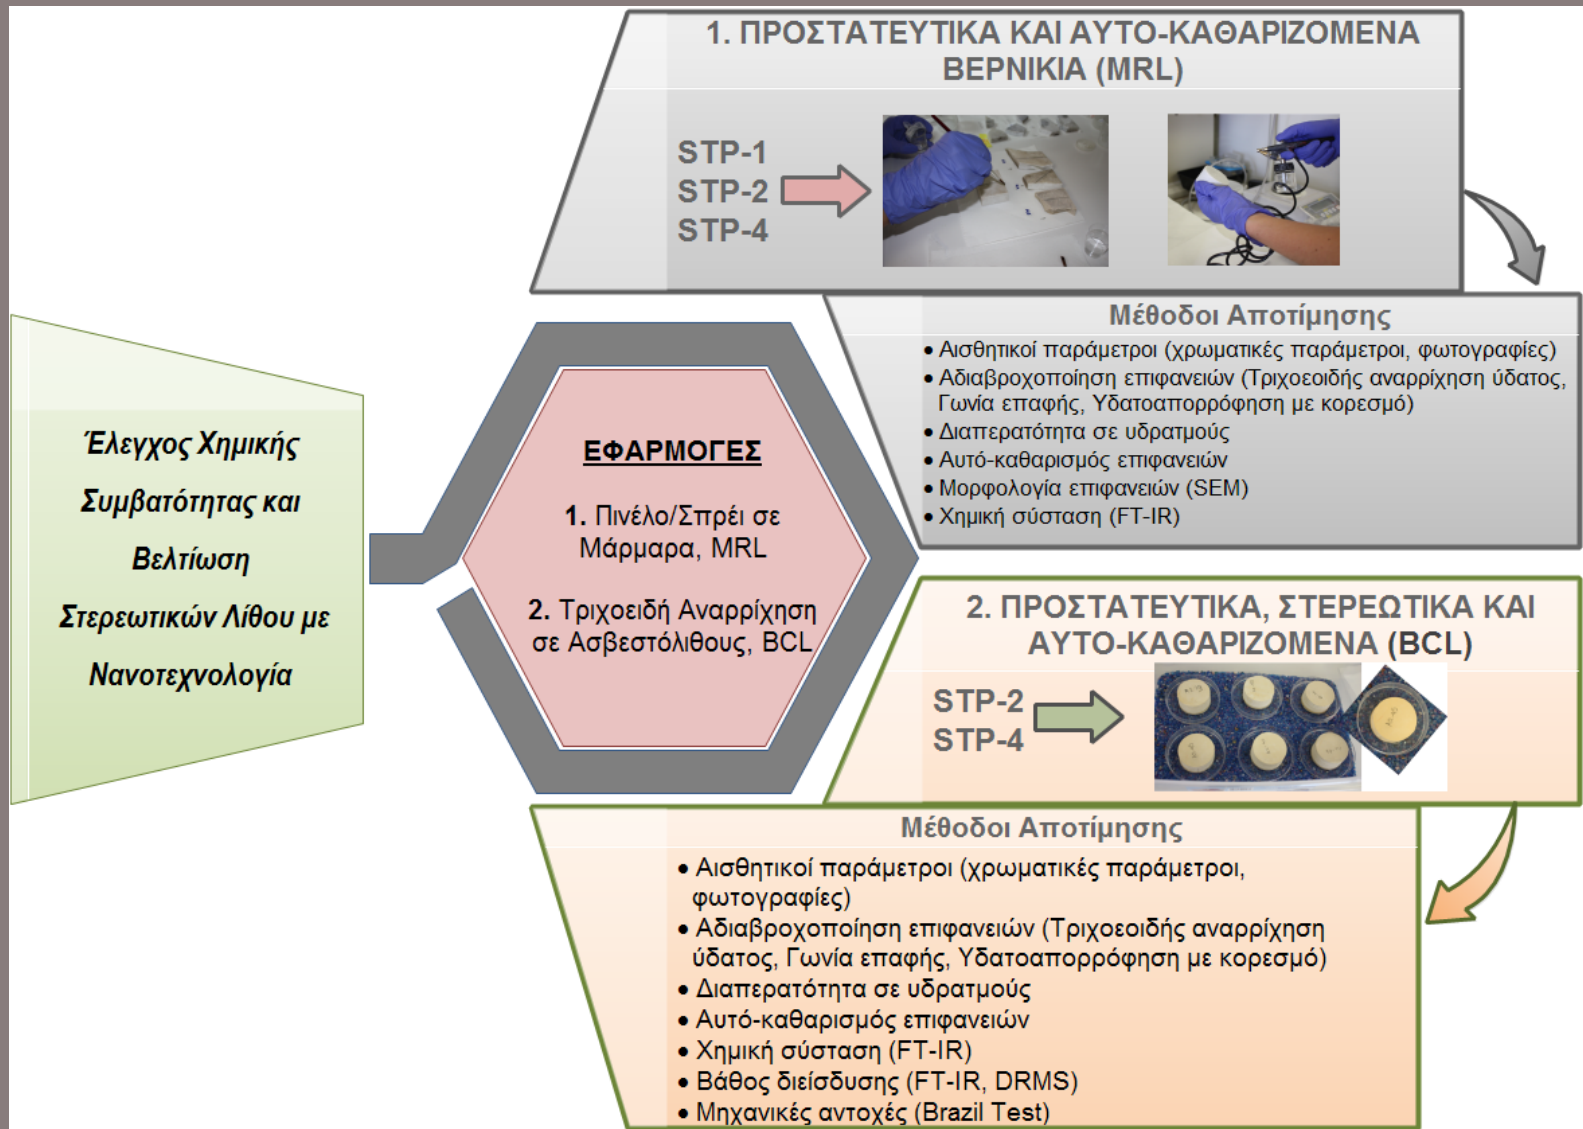 1. ΠΡΟΣΤΑΤΕΥΤΙΚΑ ΚΑΙ ΑΥΤΟ-ΚΑΘΑΡΙΖΟΜΕΝΑ
ΒΕΡΝΙΚΙΑ (MRL)
STP-1
STP-2
STP-4
Μέθοδοι Αποτίμησης
• Αισθητικοί παράμετροι (χρωματικές παράμετροι, φωτογραφίες)
• Αδιαβροχοποίηση επιφανειών (Τριχοεοιδής αναρρίχηση ύδατος,
Γωνία επαφής, Υδατοαπορρόφηση με κορεσμό)
• Διαπερατότητα σε υδρατμούς
• Αυτό-καθαρισμός επιφανειών
• Μορφολογία επιφανειών (SEM)
• Χημική σύσταση (FT-IR)
Έλεγχος Χημικής
Συμβατότητας και
Βελτίωση
Στερεωτικών Λίθου με
Νανοτεχνολογία
ΕΦΑΡΜΟΓΕΣ
1. Πινέλο/Σπρέι σε
Μάρμαρα, MRL
2. Τριχοειδή Αναρρίχηση
σε Ασβεστόλιθους, BCL
2. ΠΡΟΣΤΑΤΕΥΤΙΚΑ, ΣΤΕΡΕΩΤΙΚΑ ΚΑΙ
ΑΥΤΟ-ΚΑΘΑΡΙΖΟΜΕΝΑ (BCL)
STP-2
STP-4
Μέθοδοι Αποτίμησης
• Αισθητικοί παράμετροι (χρωματικές παράμετροι,
φωτογραφίες)
• Αδιαβροχοποίηση επιφανειών (Τριχοεοιδής αναρρίχηση
ύδατος, Γωνία επαφής, Υδατοαπορρόφηση με κορεσμό)
• Διαπερατότητα σε υδρατμούς
• Αυτό-καθαρισμός επιφανειών
• Χημική σύσταση (FT-IR)
• Βάθος διείσδυσης (FT-IR, DRMS)
• Μηχανικές αντοχές (Brazil Test)